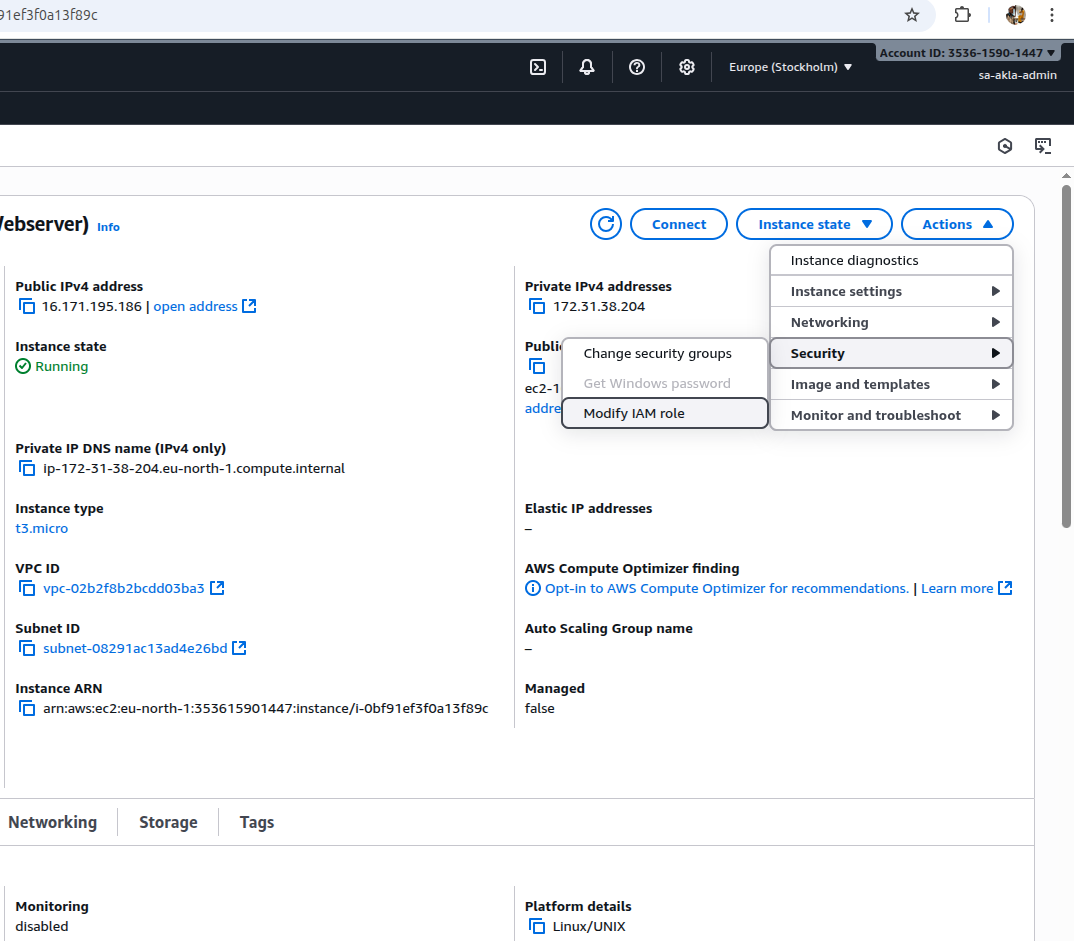 91ef3f0a13f89c
Account ID: 3536-1590-1447
Europe (Stockholm)
sa-akla-admin
Webserver) Info
Connect
Instance state
Actions
Instance diagnostics
Instance settings
Networking
Security
Image and templates
Monitor and troubleshoot
Change security groups
Get Windows password
Modify IAM role
Public IPv4 address
16.171.195.186 | open address
Private IPv4 addresses
172.31.38.204
Instance state
Running
Public
ec2-1
addre
Private IP DNS name (IPv4 only)
ip-172-31-38-204.eu-north-1.compute.internal
Instance type
t3.micro
Elastic IP addresses
–
VPC ID
vpc-02b2f8b2bcdd03ba3
AWS Compute Optimizer finding
Opt-in to AWS Compute Optimizer for recommendations. | Learn more
Subnet ID
subnet-08291ac13ad4e26bd
Auto Scaling Group name
–
Instance ARN
arn:aws:ec2:eu-north-1:353615901447:instance/i-0bf91ef3f0a13f89c
Managed
false
Networking
Storage
Tags
Monitoring
disabled
Platform details
Linux/UNIX